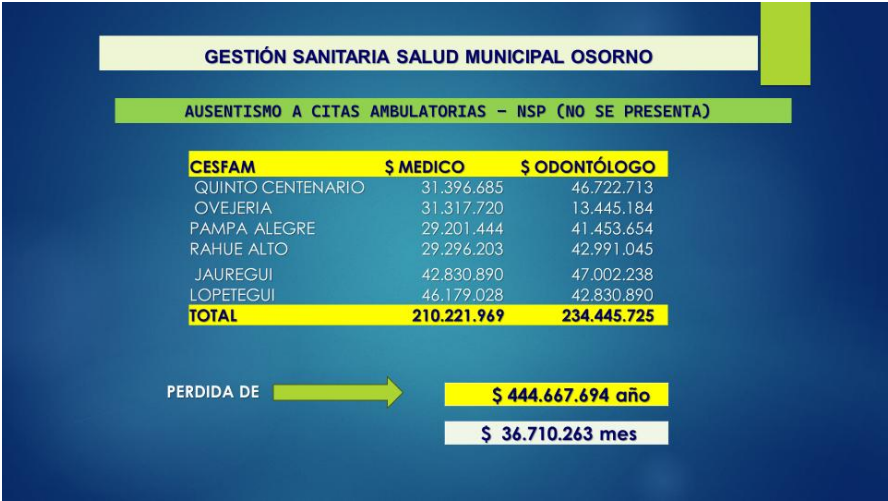 GESTIÓN SANITARIA SALUD MUNICIPAL OSORNO
AUSENTISMO A CITAS AMBULATORIAS – NSP (NO SE PRESENTA)
CESFAM $ MEDICO $ ODONTÓLOGO
QUINTO CENTENARIO 31.396.685 46.722.713
OVEJERIA 31.317.720 13.445.184
PAMPA ALEGRE 29.201.444 41.453.654
RAHUE ALTO 29.296.203 42.991.045
JAUREGUI 42.830.890 47.002.238
LOPETEGUI 46.179.028 42.830.890
TOTAL 210.221.969 234.445.725
PERDIDA DE $ 444.667.694 año
$ 36.710.263 mes